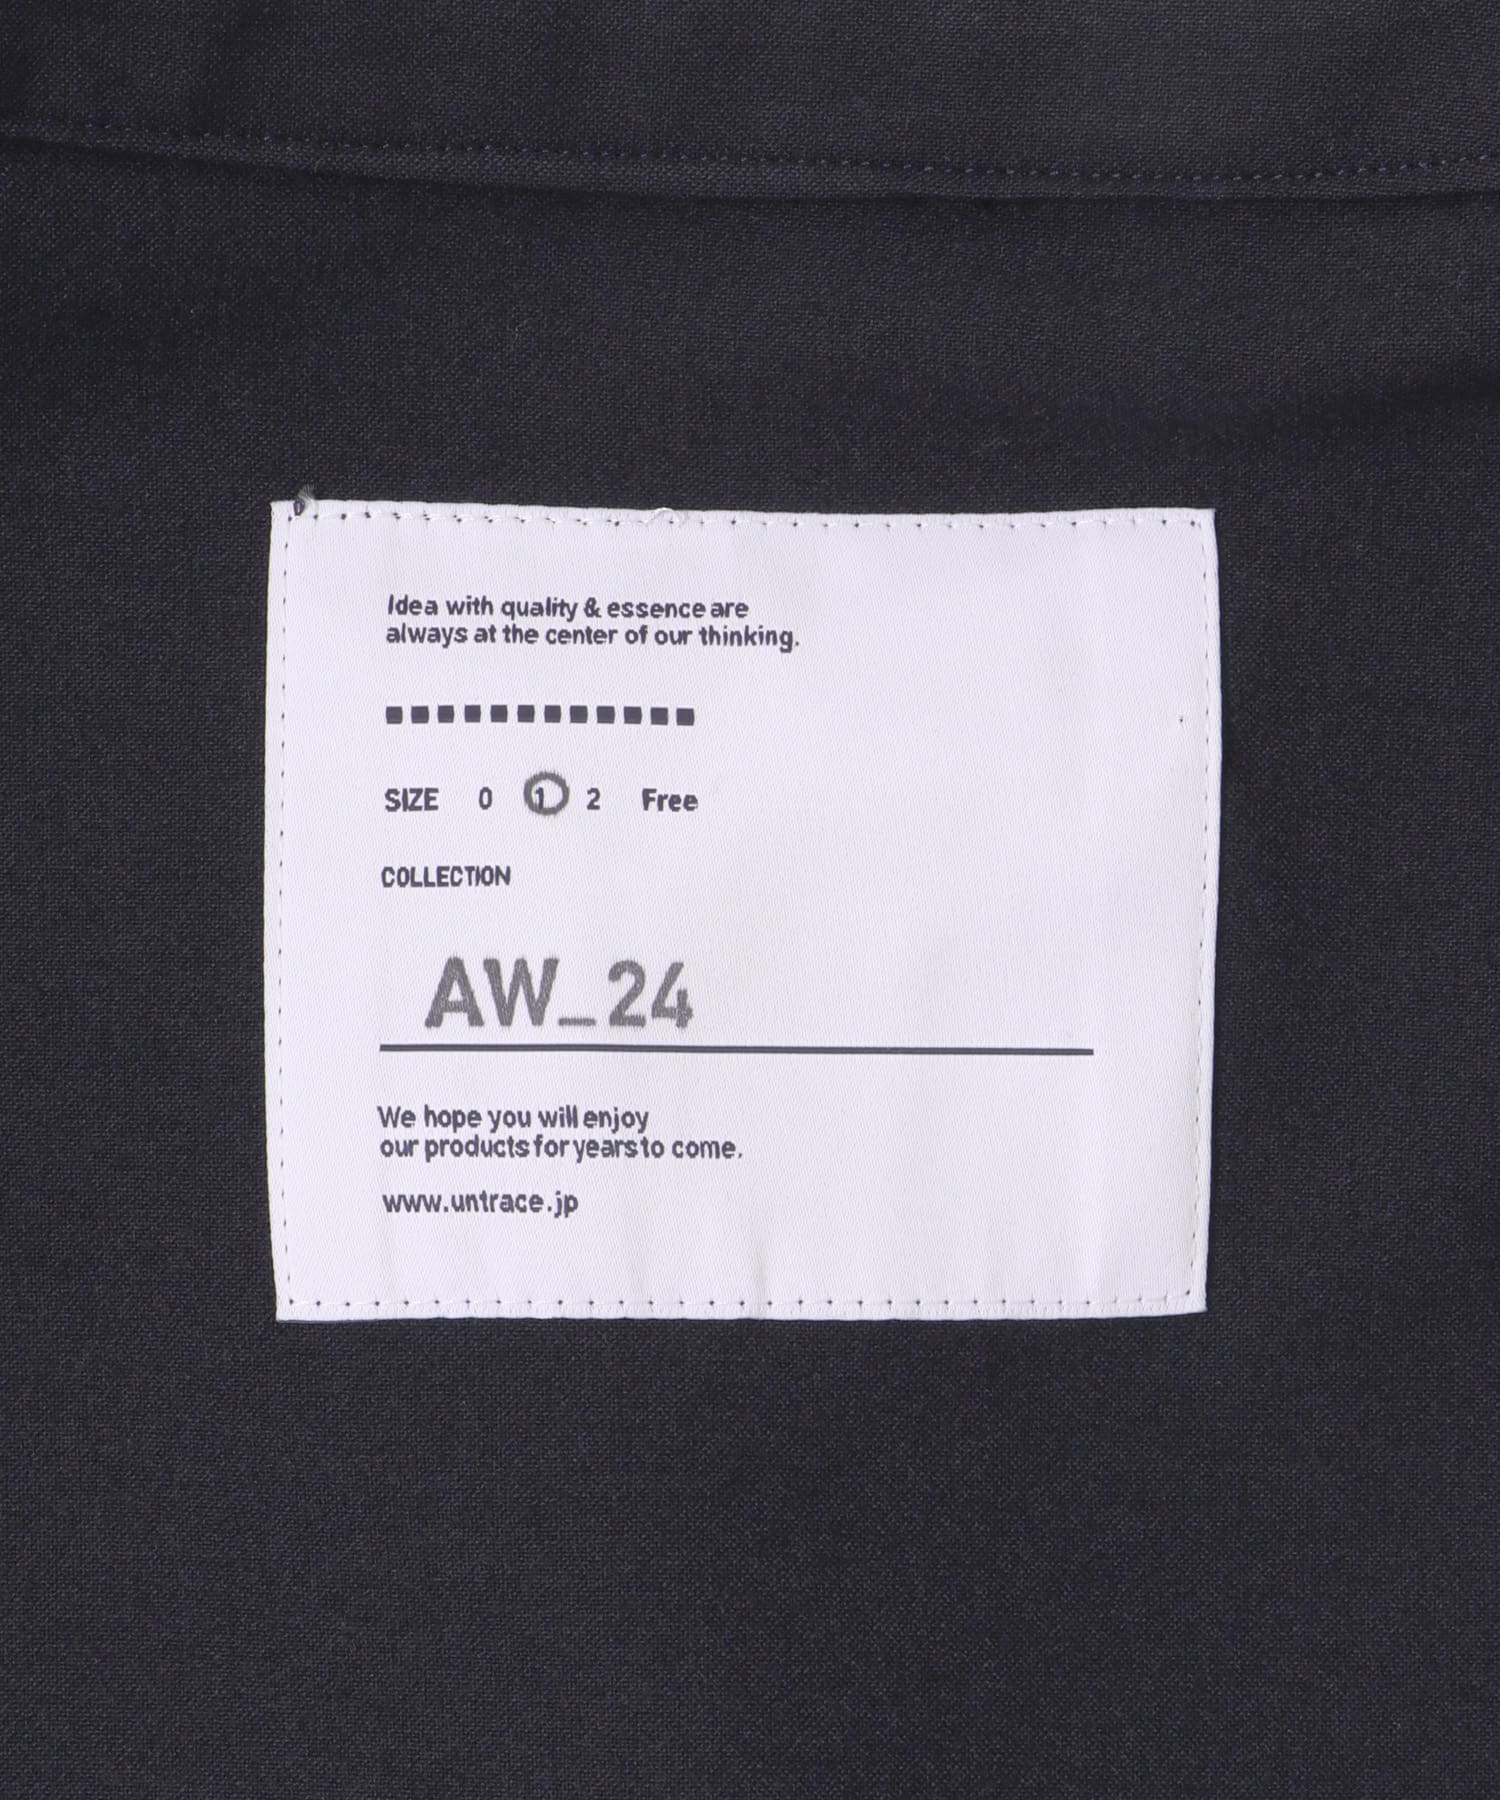 Idea with quality & essence are
always at the center of our thinking.
SIZE 0 1 2 Free
COLLECTION
AW_24
We hope you will enjoy
our products for years to come.
www.untrace.jp